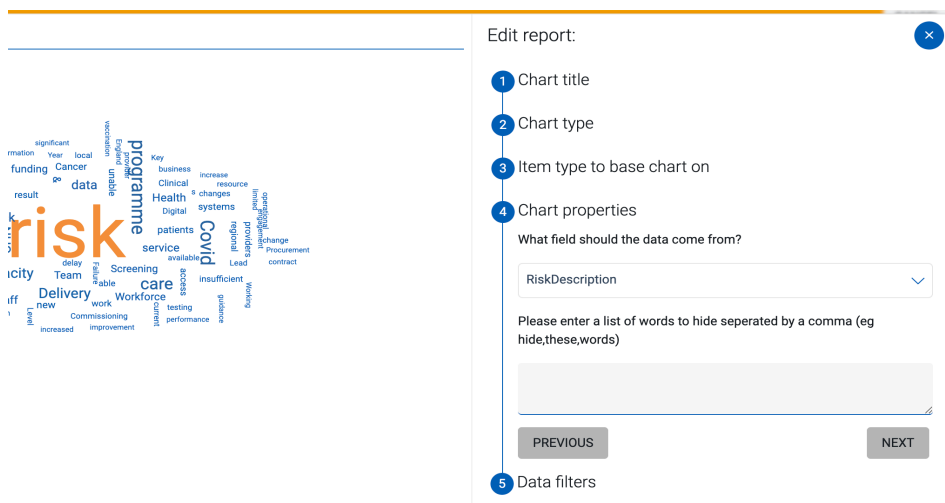 Edit report:
1 Chart title
2 Chart type
3 Item type to base chart on
4 Chart properties
What field should the data come from?
RiskDescription
Please enter a list of words to hide seperated by a comma (eg
hide,these,words)
PREVIOUS
NEXT
5 Data filters
significant
vaccination
England
provider
programme
Key
rmation
Year
local
business
funding
Cancer
unable
Clinical
increase
resource
go
data
result
Health
s
changes
limited
operational
engagement
Digital
systems
k
risk
patients
Covid
regional
providers
change
Procurement
service
available
delay
Lead
contract
acity
Team
Failure
able
Screening
care
access
insufficient
Working
aff
Delivery
new
work
Workforce
current
testing
guidance
Level
Commissioning
performance
increased
improvement